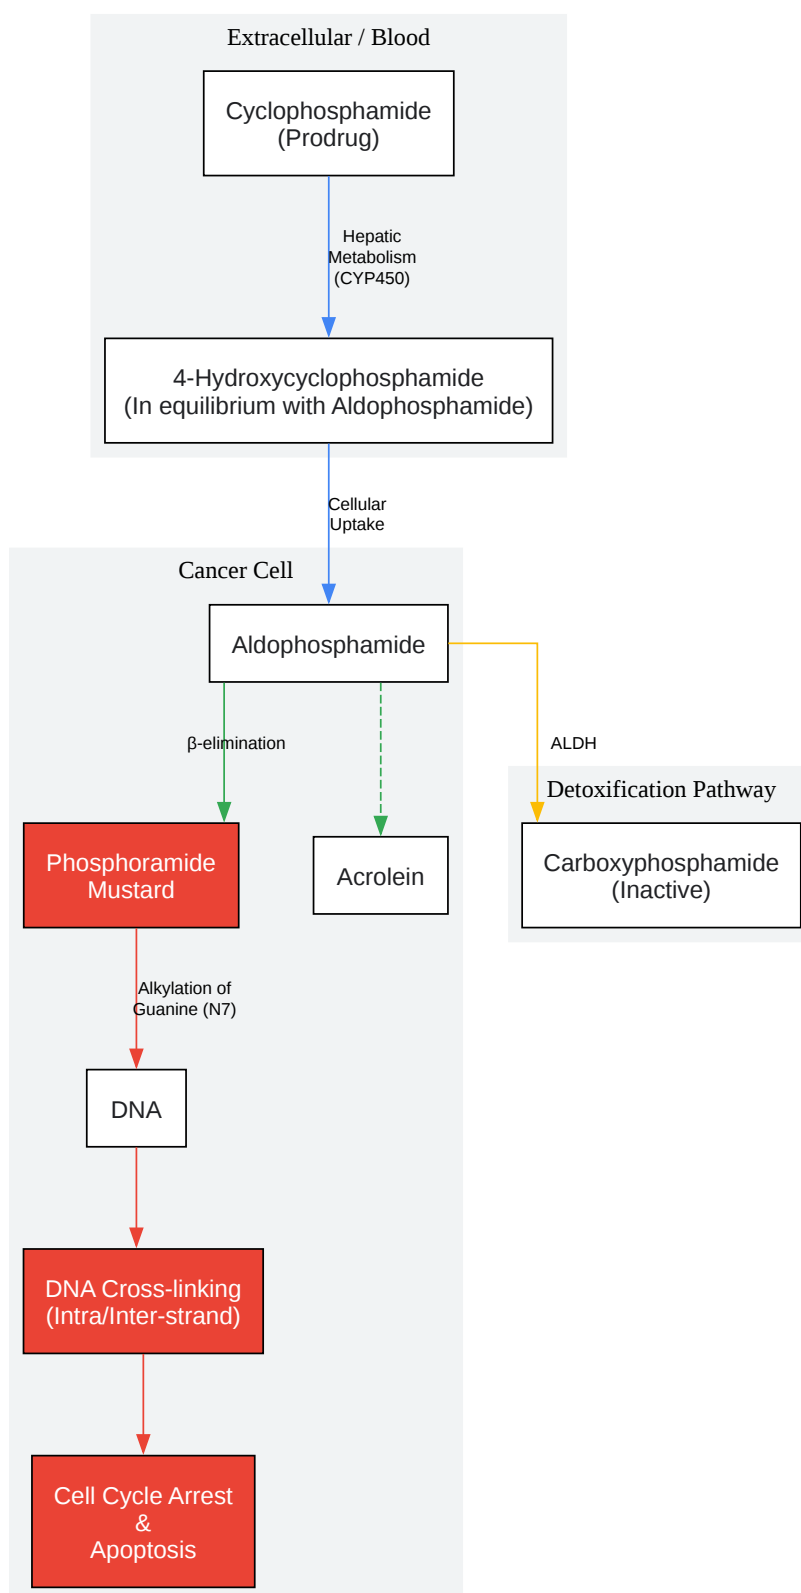 Extracellular / Blood
Cyclophosphamide
(Prodrug)
Hepatic
Metabolism
(CYP450)
4-Hydroxycyclophosphamide
(In equilibrium with Aldophosphamide)
Cellular
Uptake
Cancer Cell
Aldophosphamide
β-elimination
ALDH
Detoxification Pathway
Phosphoramide
Mustard
Acrolein
Carboxyphosphamide
(Inactive)
Alkylation of
Guanine (N7)
DNA
DNA Cross-linking
(Intra/Inter-strand)
Cell Cycle Arrest
&
Apoptosis